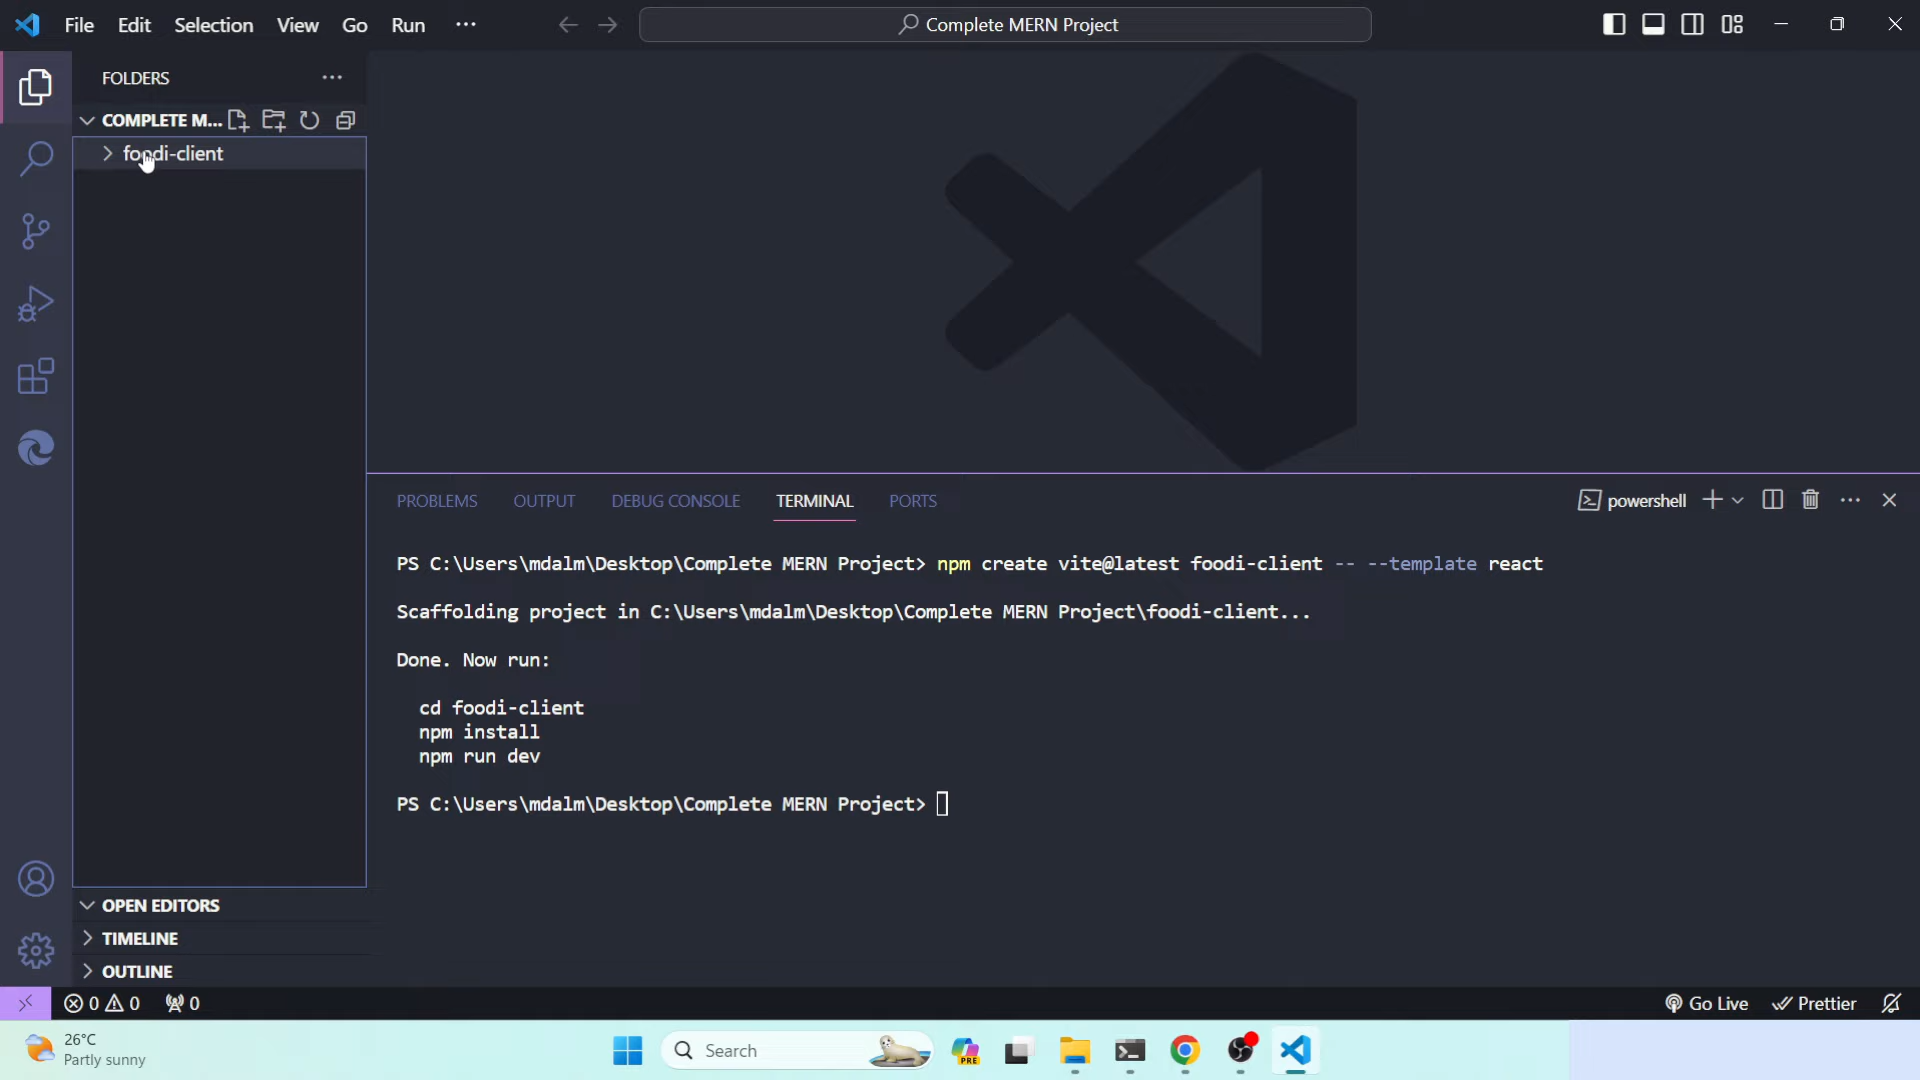 File Edit Selection View Go Run ···
Complete MERN Project
FOLDERS
COMPLETE M...
foodi-client
PROBLEMS OUTPUT DEBUG CONSOLE TERMINAL PORTS
powershell
PS C:\Users\mdalm\Desktop\Complete MERN Project> npm create vite@latest foodi-client -- --template react
Scaffolding project in C:\Users\mdalm\Desktop\Complete MERN Project\foodi-client...
Done. Now run:
cd foodi-client
npm install
npm run dev
PS C:\Users\mdalm\Desktop\Complete MERN Project>
OPEN EDITORS
TIMELINE
OUTLINE
0 0 0
Go Live Prettier
26°C
Partly sunny
Search
PRE